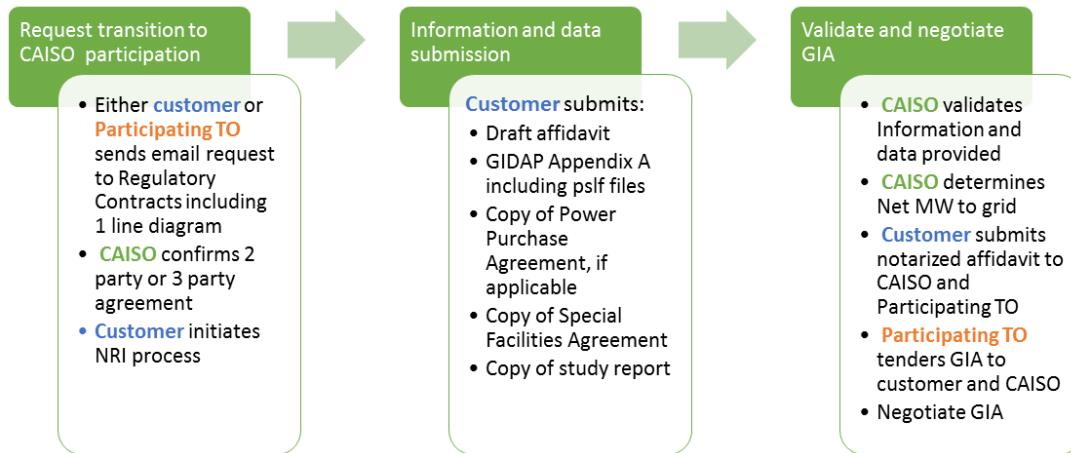 Request transition to
CAISO participation
• Either customer or
Participating TO
sends email request
to Regulatory
Contracts including
1 line diagram
• CAISO confirms 2
party or 3 party
agreement
• Customer initiates
NRI process
Information and data
submission
Customer submits:
• Draft affidavit
• GIDAP Appendix A
including pslf files
• Copy of Power
Purchase
Agreement, if
applicable
• Copy of Special
Facilities Agreement
• Copy of study report
Validate and negotiate
GIA
• CAISO validates
Information and
data provided
• CAISO determines
Net MW to grid
• Customer submits
notarized affidavit to
CAISO and
Participating TO
• Participating TO
tenders GIA to
customer and CAISO
• Negotiate GIA